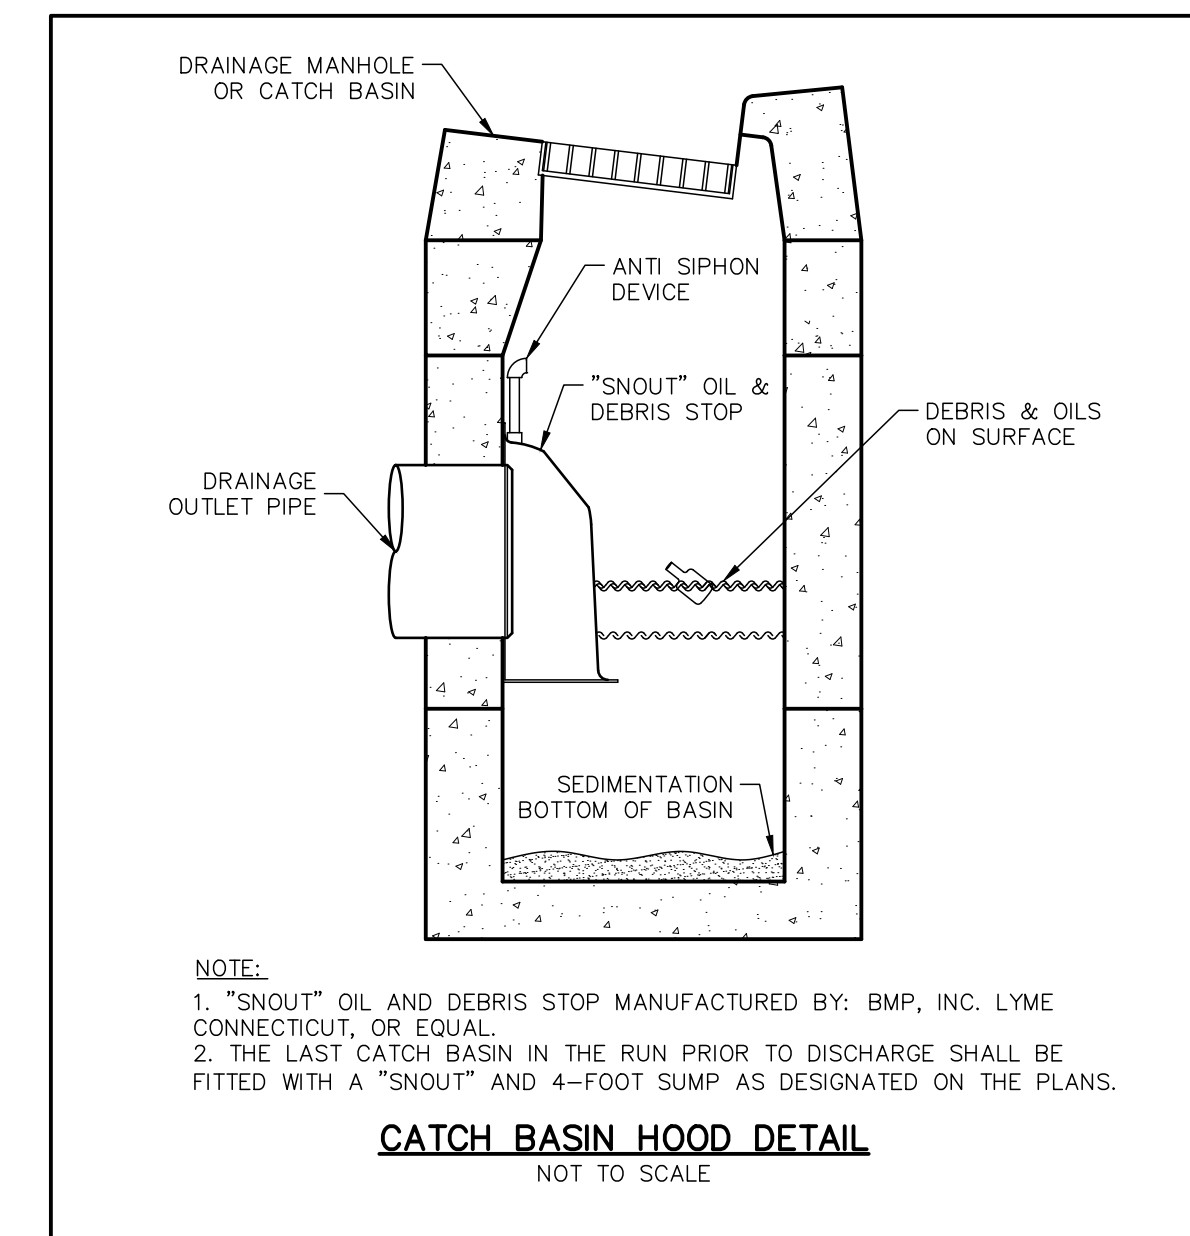 DRAINAGE MANHOLE
OR CATCH BASIN
ANTI SIPHON
DEVICE
"SNOUT" OIL &
DEBRIS STOP
DEBRIS & OILS
ON SURFACE
DRAINAGE
OUTLET PIPE
SEDIMENTATION
BOTTOM OF BASIN
NOTE:
1. "SNOUT" OIL AND DEBRIS STOP MANUFACTURED BY: BMP, INC. LYME
CONNECTICUT, OR EQUAL.
2. THE LAST CATCH BASIN IN THE RUN PRIOR TO DISCHARGE SHALL BE
FITTED WITH A "SNOUT" AND 4-FOOT SUMP AS DESIGNATED ON THE PLANS.
CATCH BASIN HOOD DETAIL
NOT TO SCALE